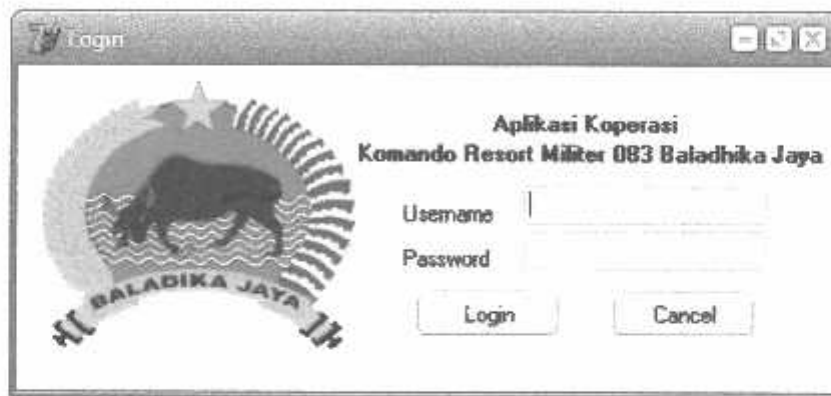 Login
Aplikasi Koperasi
Komando Resort Militer 083 Baladhika Jaya
Username
Password
Login
Cancel
BALADIKA JAYA